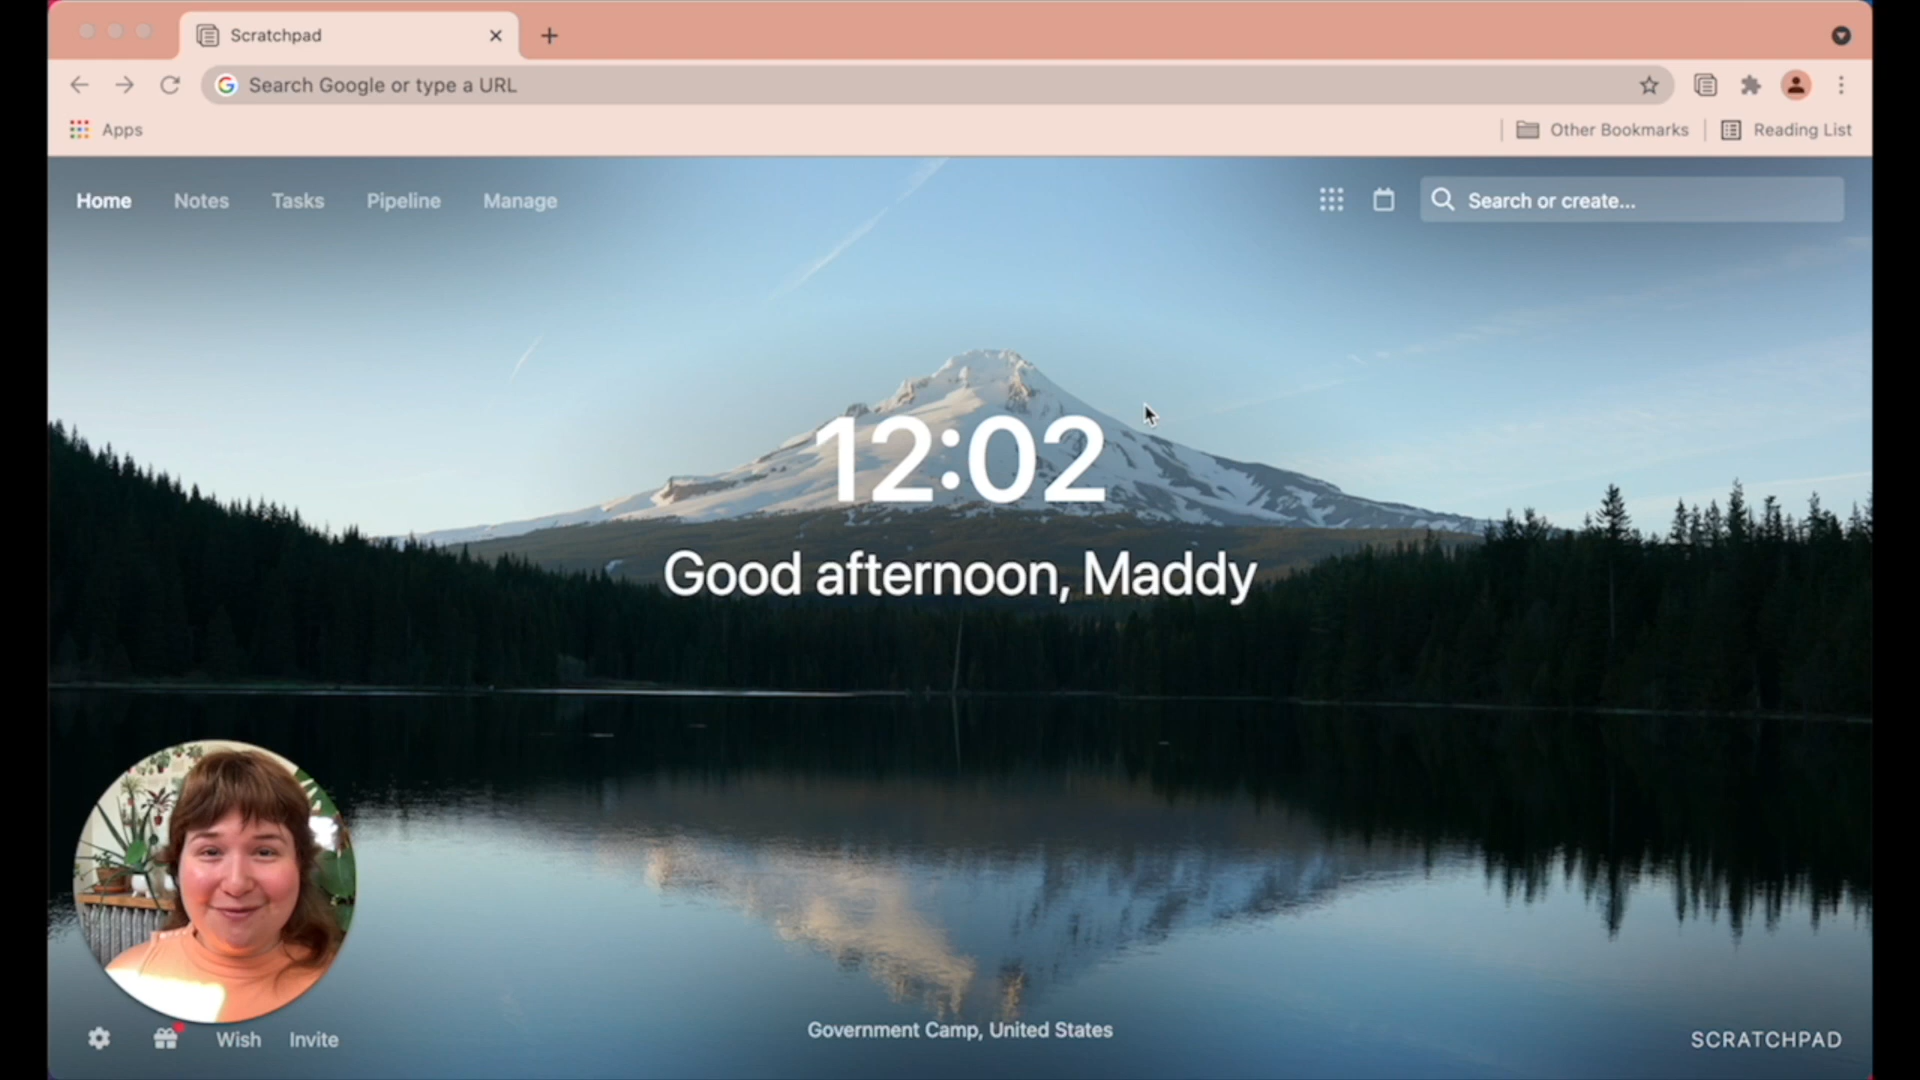 Scratchpad
Search Google or type a URL
Apps
Other Bookmarks
Reading List
Home Notes Tasks Pipeline Manage
Search or create...
12:02
Good afternoon, Maddy
Government Camp, United States
Wish Invite
SCRATCHPAD